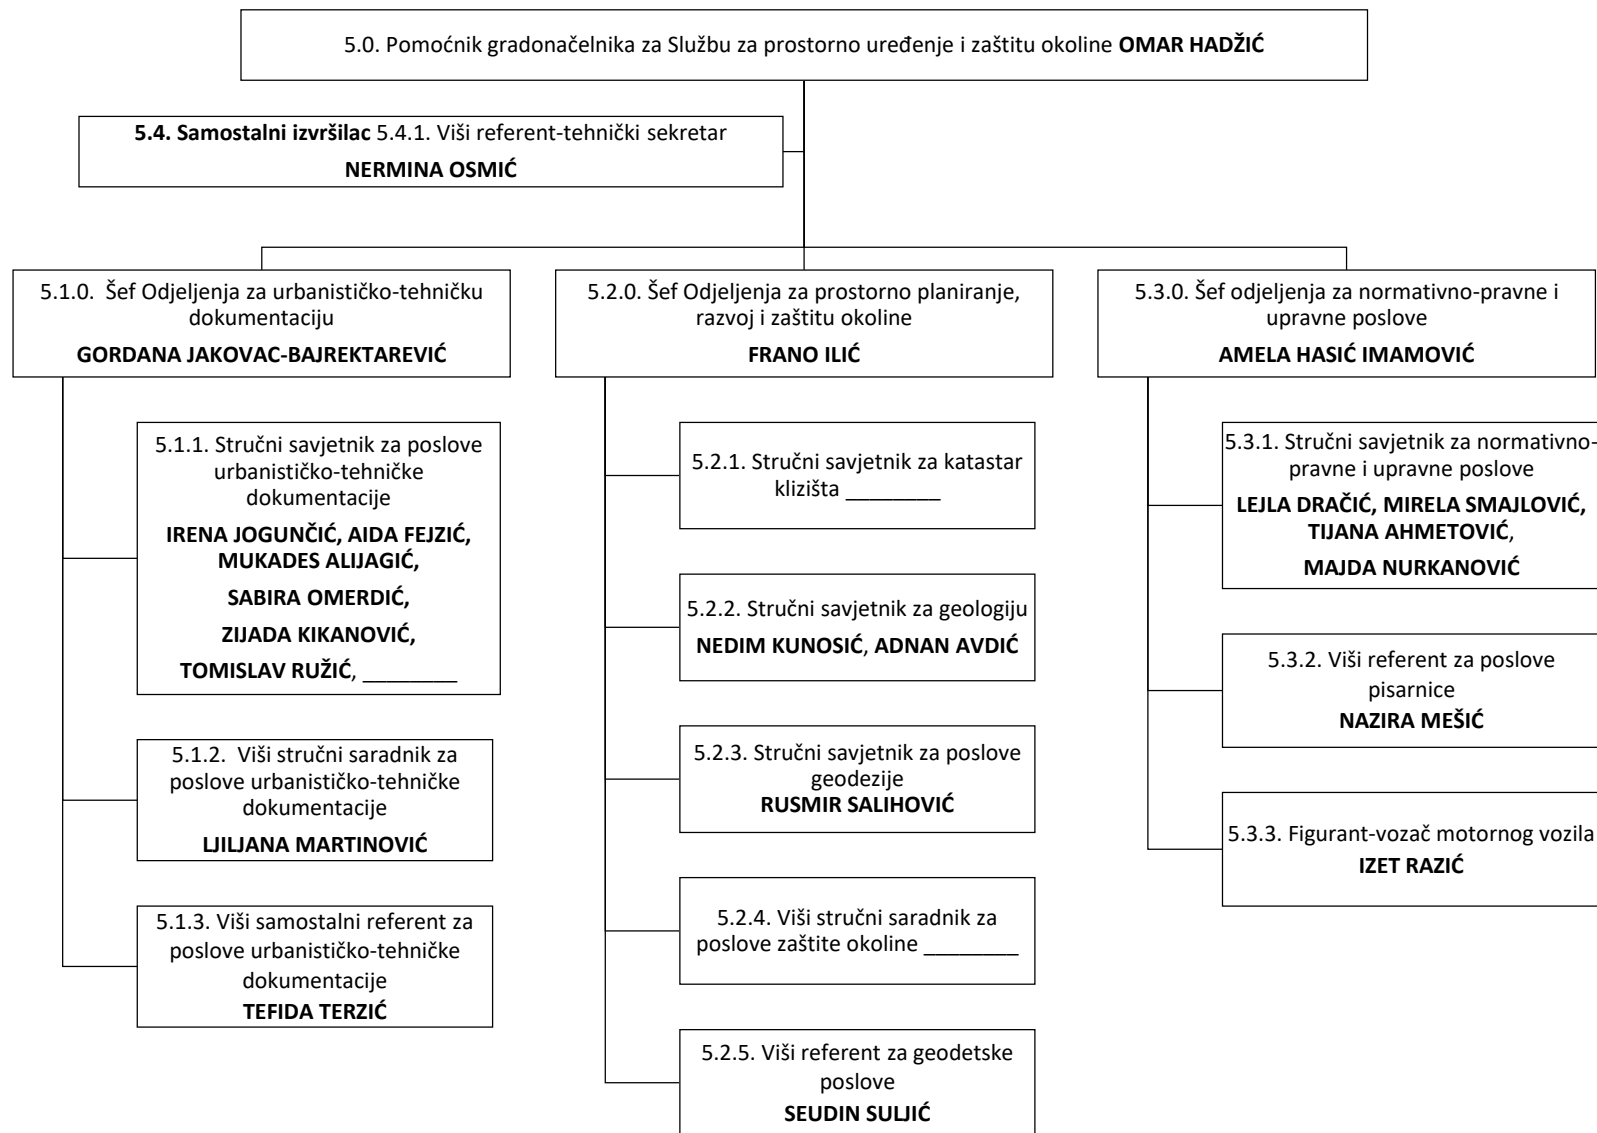 5.0. Pomoćnik gradonačelnika za Službu za prostorno uređenje i zaštitu okoline OMAR HADŽIĆ
5.4. Samostalni izvršilac 5.4.1. Viši referent-tehnički sekretar
NERMINA OSMIĆ
5.1.0. Šef Odjeljenja za urbanističko-tehničku
dokumentaciju
GORDANA JAKOVAC-BAJREKTAREVIĆ
5.1.1. Stručni savjetnik za poslove
urbanističko-tehničke
dokumentacije
IRENA JOGUNČIĆ, AIDA FEJZIĆ,
MUKADES ALIJAGIĆ,
SABIRA OMERDIĆ,
ZIJADA KIKANOVIĆ,
TOMISLAV RUŽIĆ, ________
5.1.2. Viši stručni saradnik za
poslove urbanističko-tehničke
dokumentacije
LJILJANA MARTINOVIĆ
5.1.3. Viši samostalni referent za
poslove urbanističko-tehničke
dokumentacije
TEFIDA TERZIĆ
5.2.0. Šef Odjeljenja za prostorno planiranje,
razvoj i zaštitu okoline
FRANO ILIĆ
5.2.1. Stručni savjetnik za katastar
klizišta ________
5.2.2. Stručni savjetnik za geologiju
NEDIM KUNOSIĆ, ADNAN AVDIĆ
5.2.3. Stručni savjetnik za poslove
geodezije
RUSMIR SALIHOVIĆ
5.2.4. Viši stručni saradnik za
poslove zaštite okoline ________
5.2.5. Viši referent za geodetske
poslove
SEUDIN SULJIĆ
5.3.0. Šef odjeljenja za normativno-pravne i
upravne poslove
AMELA HASIĆ IMAMOVIĆ
5.3.1. Stručni savjetnik za normativno-
pravne i upravne poslove
LEJLA DRAČIĆ, MIRELA SMAJLOVIĆ,
TIJANA AHMETOVIĆ,
MAJDA NURKANOVIĆ
5.3.2. Viši referent za poslove
pisarnice
NAZIRA MEŠIĆ
5.3.3. Figurant-vozač motornog vozila
IZET RAZIĆ